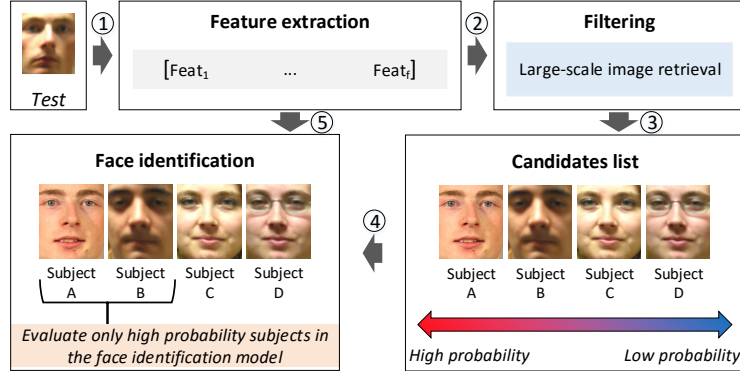 ①
②
Feature extraction
Filtering
[Feat₁ ... Feat_f]
Large-scale image retrieval
Test
⑤
③
Face identification
Candidates list
④
Subject A
Subject B
Subject C
Subject D
Evaluate only high probability subjects in
the face identification model
Subject A
Subject B
Subject C
Subject D
High probability
Low probability